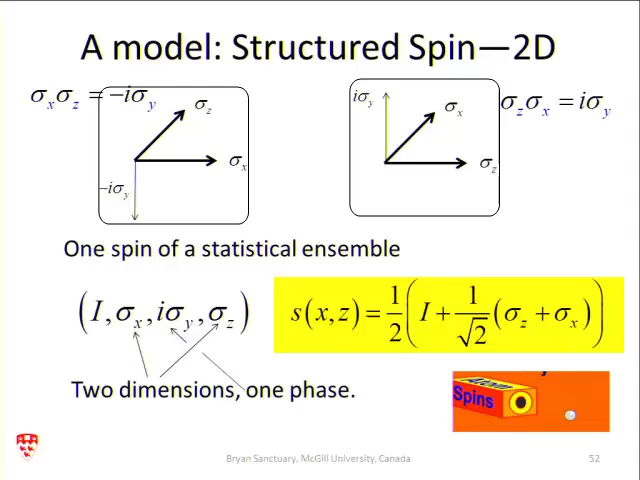 A model: Structured Spin—2D
σxσz = −iσy
σz
σx
−iσy
iσy
σx
σz
σzσx = iσy
One spin of a statistical ensemble
(I, σx, iσy, σz)
s(x, z) = 1/2 (I + 1/√2 (σz + σx))
Two dimensions, one phase.
Atom
Spins
Bryan Sanctuary, McGill University, Canada
52